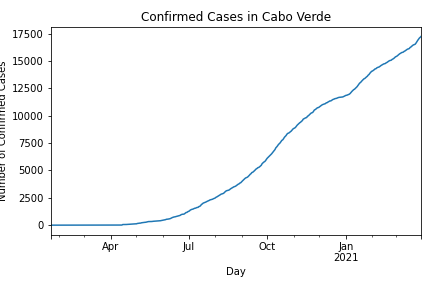 Confirmed Cases in Cabo Verde
Number of Confirmed Cases
17500
15000
12500
10000
7500
5000
2500
0
Apr
Jul
Oct
Jan
2021
Day